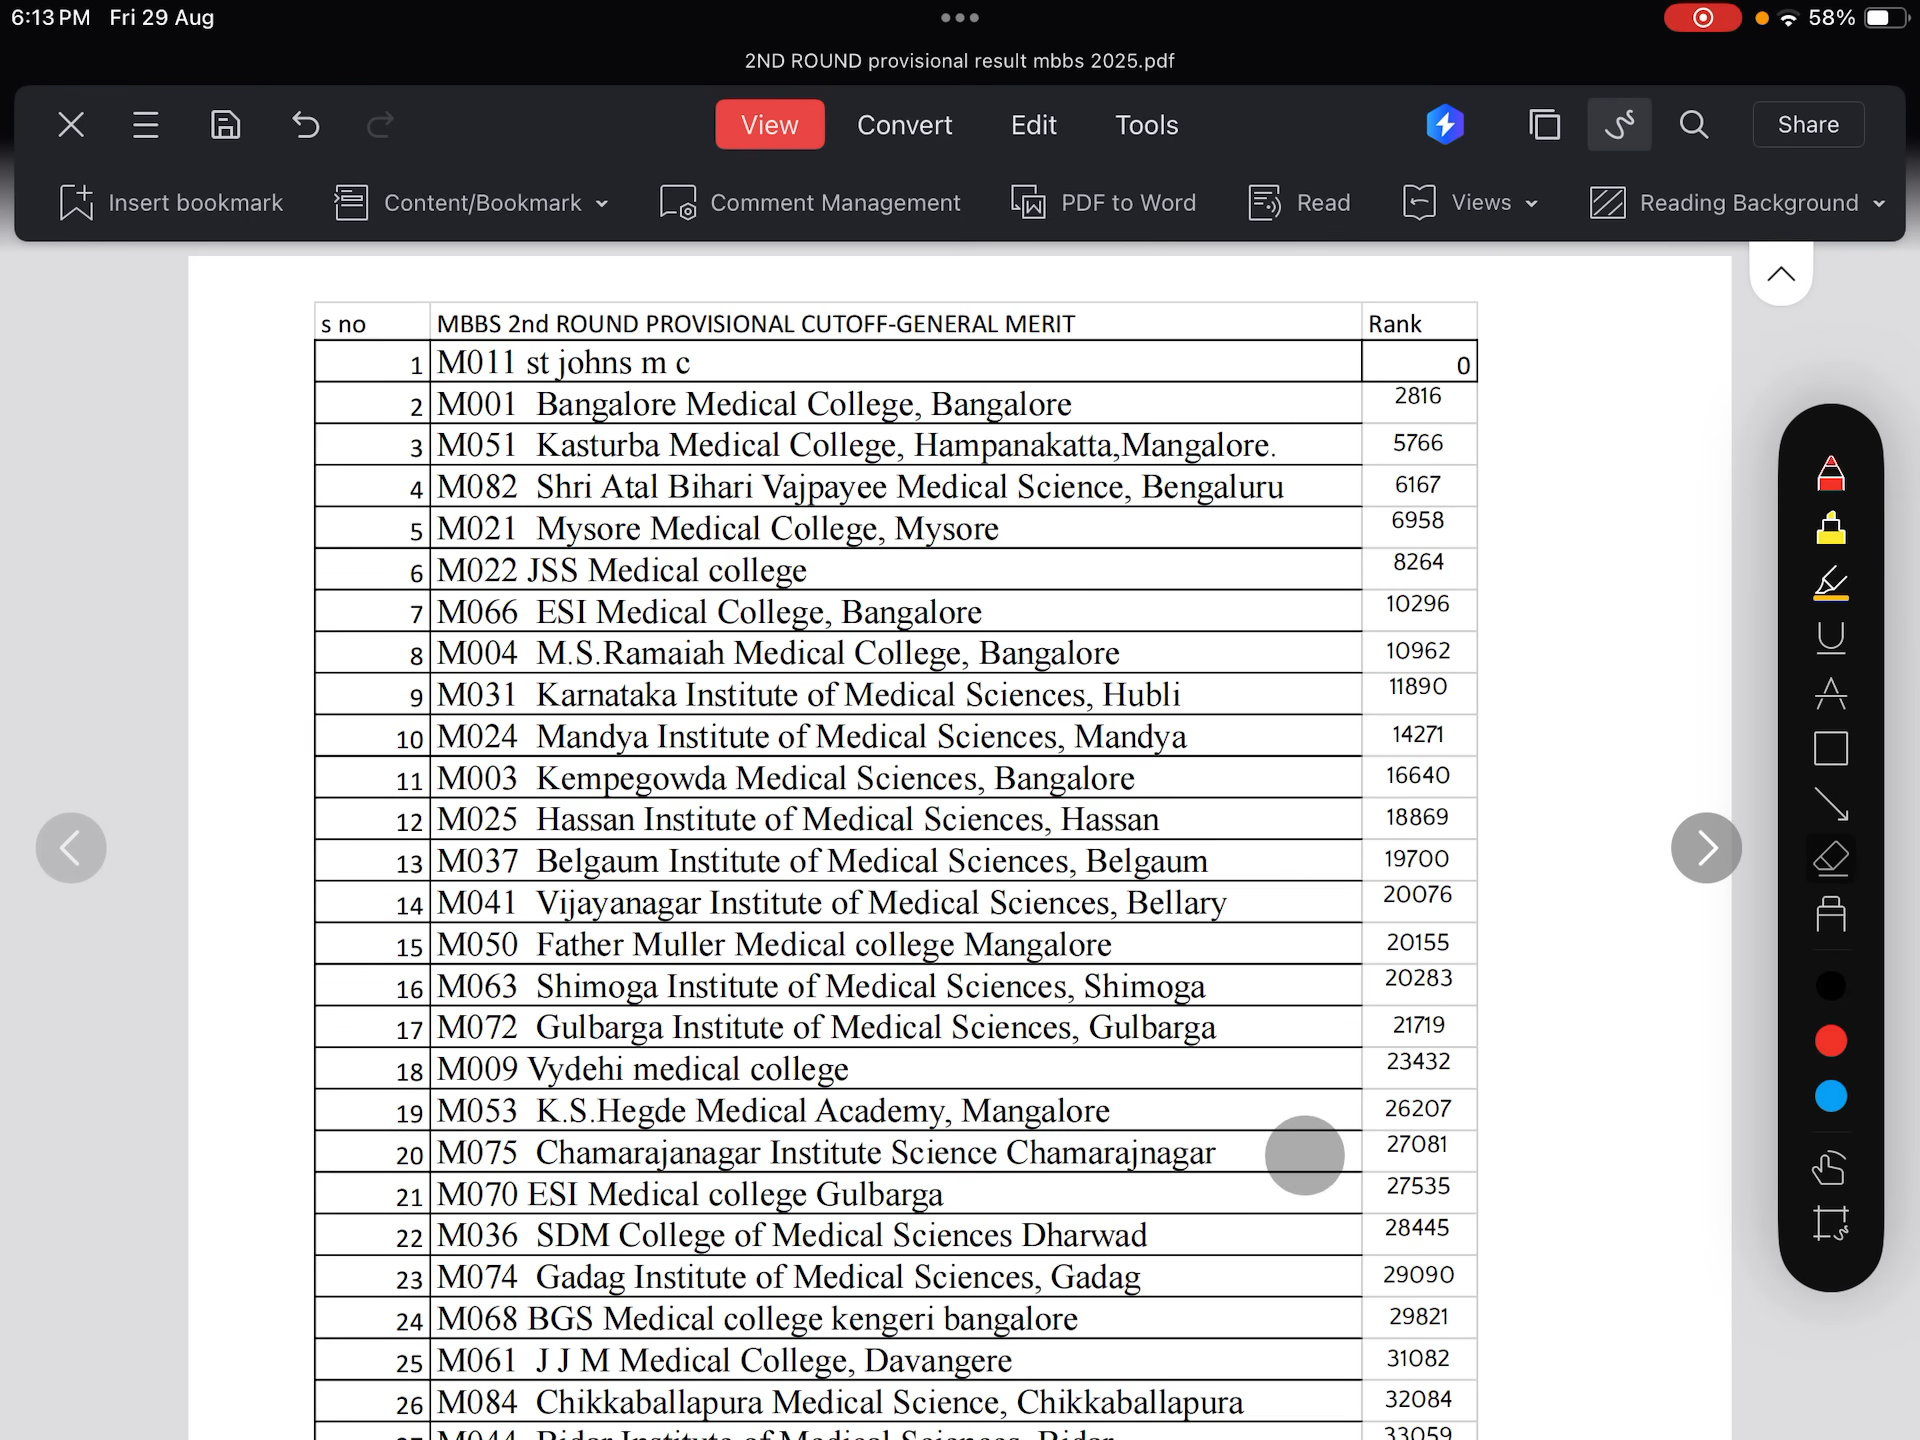 6:13 PM Fri 29 Aug
58%
2ND ROUND provisional result mbbs 2025.pdf
View Convert Edit Tools Share
Insert bookmark Content/Bookmark Comment Management PDF to Word Read Views Reading Background
s no MBBS 2nd ROUND PROVISIONAL CUTOFF-GENERAL MERIT Rank
1 M011 st johns m c 0
2 M001 Bangalore Medical College, Bangalore 2816
3 M051 Kasturba Medical College, Hampanakatta,Mangalore. 5766
4 M082 Shri Atal Bihari Vajpayee Medical Science, Bengaluru 6167
5 M021 Mysore Medical College, Mysore 6958
6 M022 JSS Medical college 8264
7 M066 ESI Medical College, Bangalore 10296
8 M004 M.S.Ramaiah Medical College, Bangalore 10962
9 M031 Karnataka Institute of Medical Sciences, Hubli 11890
10 M024 Mandya Institute of Medical Sciences, Mandya 14271
11 M003 Kempegowda Medical Sciences, Bangalore 16640
12 M025 Hassan Institute of Medical Sciences, Hassan 18869
13 M037 Belgaum Institute of Medical Sciences, Belgaum 19700
14 M041 Vijayanagar Institute of Medical Sciences, Bellary 20076
15 M050 Father Muller Medical college Mangalore 20155
16 M063 Shimoga Institute of Medical Sciences, Shimoga 20283
17 M072 Gulbarga Institute of Medical Sciences, Gulbarga 21719
18 M009 Vydehi medical college 23432
19 M053 K.S.Hegde Medical Academy, Mangalore 26207
20 M075 Chamarajanagar Institute Science Chamarajnagar 27081
21 M070 ESI Medical college Gulbarga 27535
22 M036 SDM College of Medical Sciences Dharwad 28445
23 M074 Gadag Institute of Medical Sciences, Gadag 29090
24 M068 BGS Medical college kengeri bangalore 29821
25 M061 J J M Medical College, Davangere 31082
26 M084 Chikkaballapura Medical Science, Chikkaballapura 32084
M044 Bidar Institute of Medical Sciences, Bidar 33059